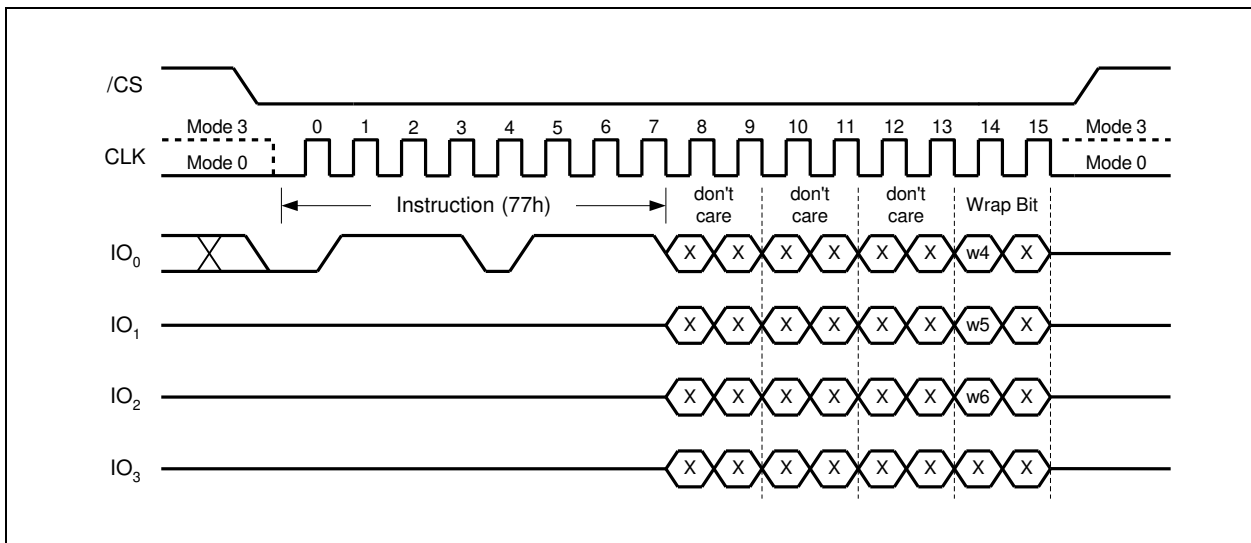 /CS
Mode 3 0 1 2 3 4 5 6 7 8 9 10 11 12 13 14 15 Mode 3
CLK
Mode 0 Mode 0
Instruction (77h) don't care don't care don't care Wrap Bit
IO0 X X X X X X w4 X
IO1 X X X X X X w5 X
IO2 X X X X X X w6 X
IO3 X X X X X X X X